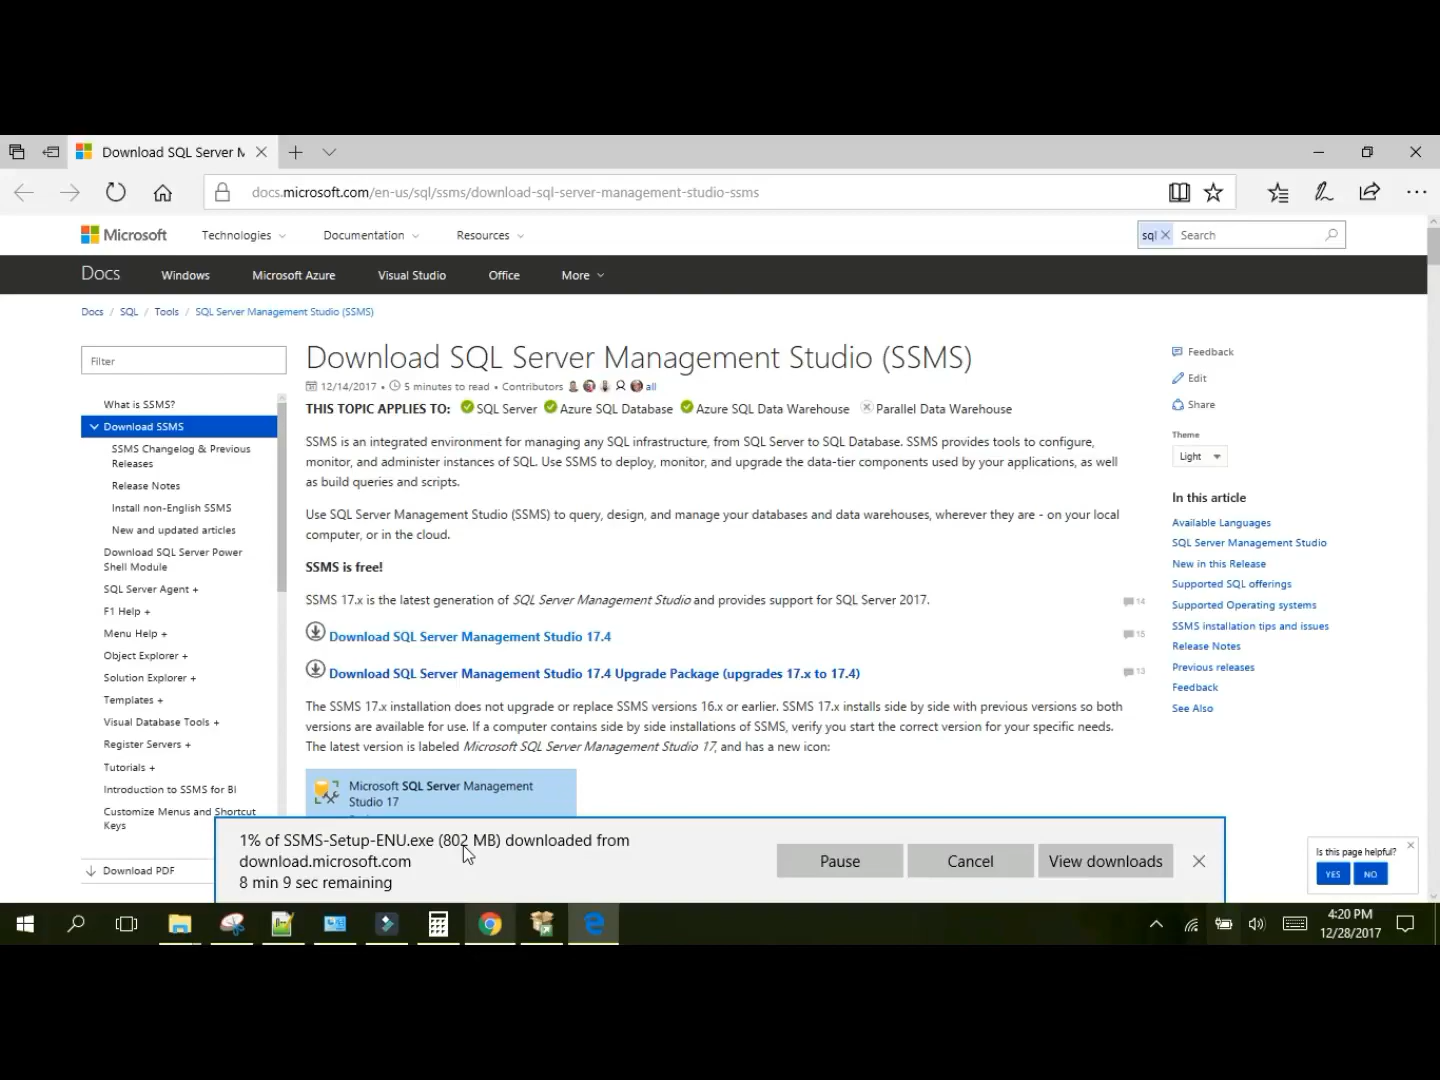 Download SQL Server M
docs.microsoft.com/en-us/sql/ssms/download-sql-server-management-studio-ssms
Microsoft
Technologies
Documentation
Resources
sql
Search
Docs
Windows
Microsoft Azure
Visual Studio
Office
More
Docs / SQL / Tools / SQL Server Management Studio (SSMS)
Filter
What is SSMS?
Download SSMS
SSMS Changelog & Previous
Releases
Release Notes
Install non-English SSMS
New and updated articles
Download SQL Server Power
Shell Module
SQL Server Agent +
F1 Help +
Menu Help +
Object Explorer +
Solution Explorer +
Templates +
Visual Database Tools +
Register Servers +
Tutorials +
Introduction to SSMS for BI
Customize Menus and Shortcut
Keys
Download PDF
Download SQL Server Management Studio (SSMS)
12/14/2017 • 5 minutes to read • Contributors all
THIS TOPIC APPLIES TO: SQL Server Azure SQL Database Azure SQL Data Warehouse Parallel Data Warehouse
SSMS is an integrated environment for managing any SQL infrastructure, from SQL Server to SQL Database. SSMS provides tools to configure,
monitor, and administer instances of SQL. Use SSMS to deploy, monitor, and upgrade the data-tier components used by your applications, as well
as build queries and scripts.
Use SQL Server Management Studio (SSMS) to query, design, and manage your databases and data warehouses, wherever they are - on your local
computer, or in the cloud.
SSMS is free!
SSMS 17.x is the latest generation of SQL Server Management Studio and provides support for SQL Server 2017.
14
Download SQL Server Management Studio 17.4
15
Download SQL Server Management Studio 17.4 Upgrade Package (upgrades 17.x to 17.4)
13
The SSMS 17.x installation does not upgrade or replace SSMS versions 16.x or earlier. SSMS 17.x installs side by side with previous versions so both
versions are available for use. If a computer contains side by side installations of SSMS, verify you start the correct version for your specific needs.
The latest version is labeled Microsoft SQL Server Management Studio 17, and has a new icon:
Microsoft SQL Server Management
Studio 17
Feedback
Edit
Share
Theme
Light
In this article
Available Languages
SQL Server Management Studio
New in this Release
Supported SQL offerings
Supported Operating systems
SSMS installation tips and issues
Release Notes
Previous releases
Feedback
See Also
1% of SSMS-Setup-ENU.exe (802 MB) downloaded from
download.microsoft.com
8 min 9 sec remaining
Pause
Cancel
View downloads
Is this page helpful?
YES
NO
4:20 PM
12/28/2017